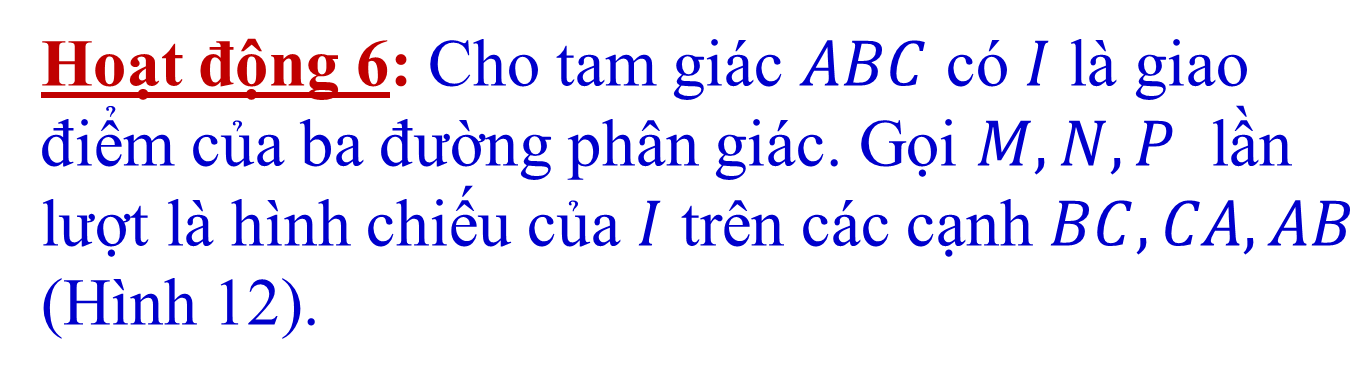 Hoạt động 6: Cho tam giác ABC có I là giao
điểm của ba đường phân giác. Gọi M, N, P lần
lượt là hình chiếu của I trên các cạnh BC, CA, AB
(Hình 12).